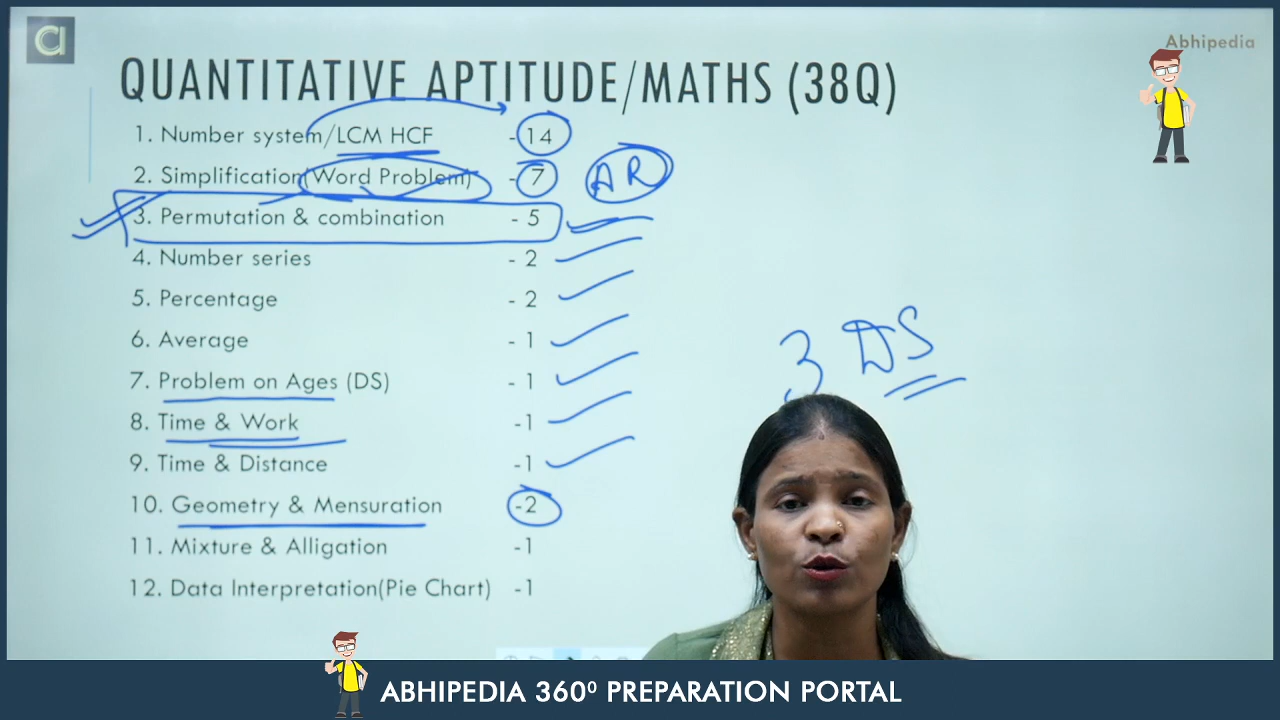 a
Abhipedia
QUANTITATIVE APTITUDE/MATHS (38Q)
1. Number system/LCM HCF - 14
2. Simplification(Word Problem) - 7 AR
3. Permutation & combination - 5
4. Number series - 2
5. Percentage - 2
6. Average - 1
7. Problem on Ages (DS) - 1
8. Time & Work -1
9. Time & Distance -1
10. Geometry & Mensuration -2
11. Mixture & Alligation -1
12. Data Interpretation(Pie Chart) -1
3 DS
ABHIPEDIA 360⁰ PREPARATION PORTAL